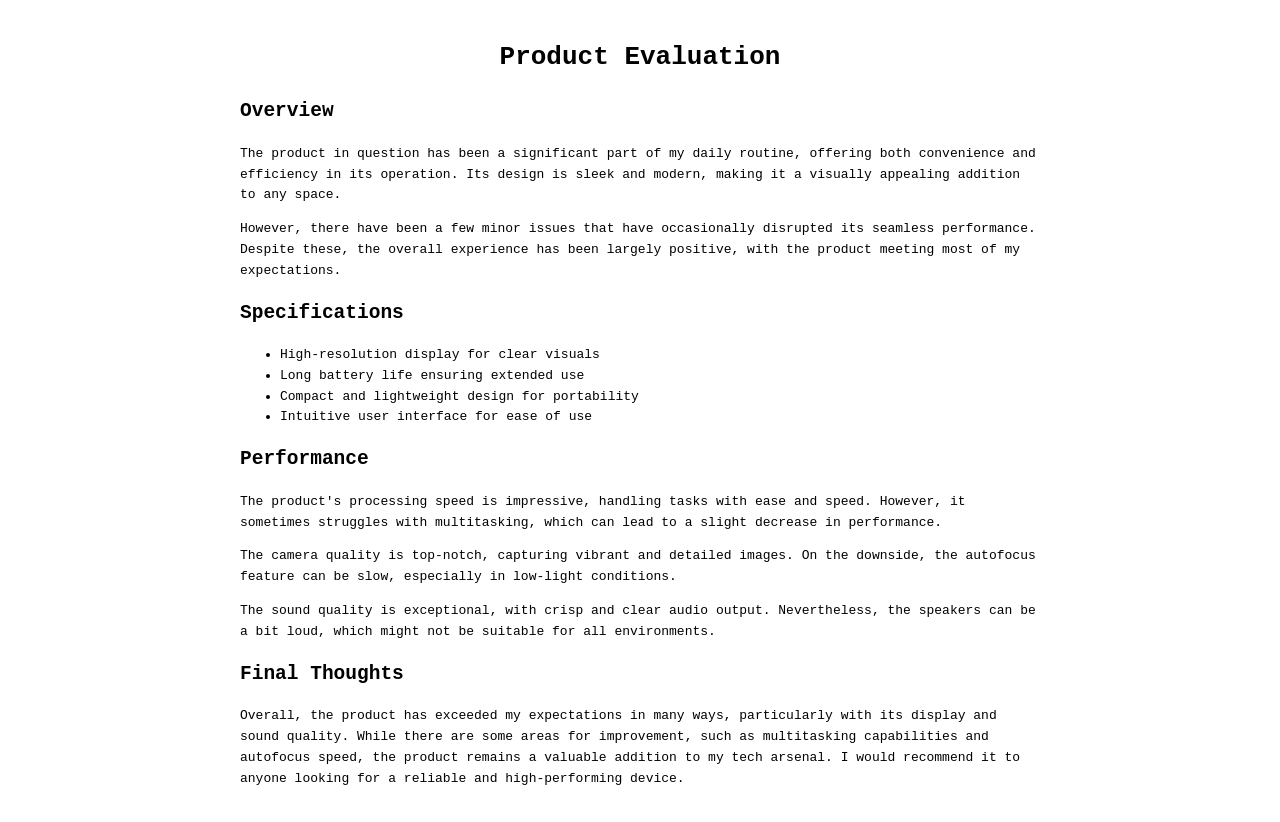 Product Evaluation
Overview
The product in question has been a significant part of my daily routine, offering both convenience and
efficiency in its operation. Its design is sleek and modern, making it a visually appealing addition
to any space.
However, there have been a few minor issues that have occasionally disrupted its seamless performance.
Despite these, the overall experience has been largely positive, with the product meeting most of my
expectations.
Specifications
• High-resolution display for clear visuals
• Long battery life ensuring extended use
• Compact and lightweight design for portability
• Intuitive user interface for ease of use
Performance
The product's processing speed is impressive, handling tasks with ease and speed. However, it
sometimes struggles with multitasking, which can lead to a slight decrease in performance.
The camera quality is top-notch, capturing vibrant and detailed images. On the downside, the autofocus
feature can be slow, especially in low-light conditions.
The sound quality is exceptional, with crisp and clear audio output. Nevertheless, the speakers can be
a bit loud, which might not be suitable for all environments.
Final Thoughts
Overall, the product has exceeded my expectations in many ways, particularly with its display and
sound quality. While there are some areas for improvement, such as multitasking capabilities and
autofocus speed, the product remains a valuable addition to my tech arsenal. I would recommend it to
anyone looking for a reliable and high-performing device.